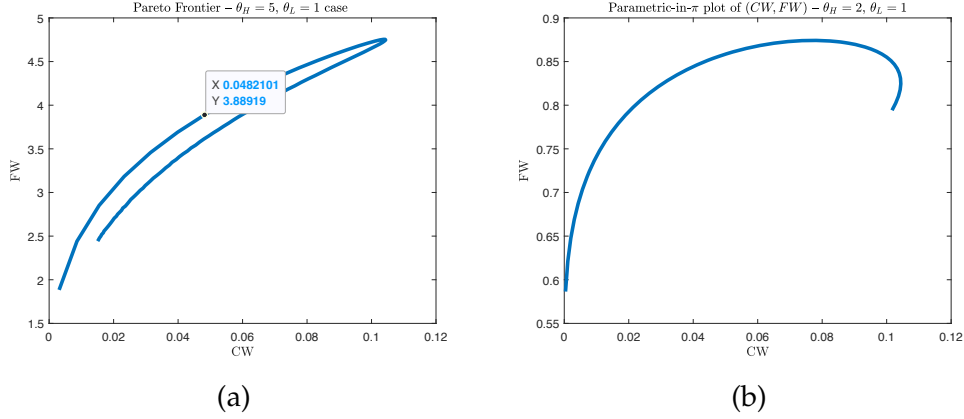 Pareto Frontier – θ_H = 5, θ_L = 1 case
5
4.5
4
3.5
3
2.5
2
1.5
FW
X 0.0482101
Y 3.88919
0 0.02 0.04 0.06 0.08 0.1 0.12
CW
(a)
Parametric-in-π plot of (CW, FW) – θ_H = 2, θ_L = 1
0.9
0.85
0.8
0.75
0.7
0.65
0.6
0.55
FW
0 0.02 0.04 0.06 0.08 0.1 0.12
CW
(b)